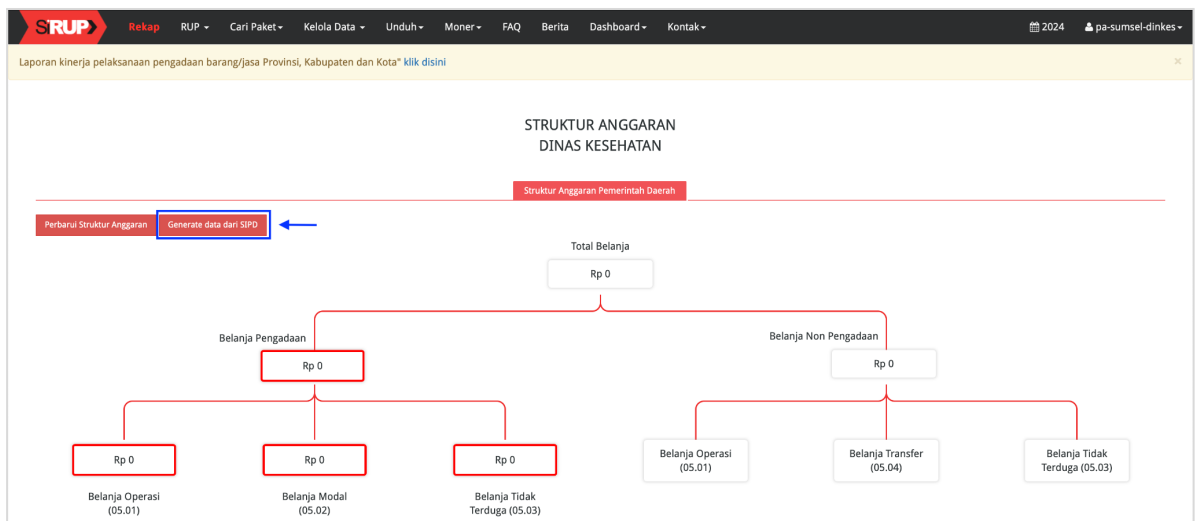 SiRUP Rekap RUP Cari Paket Kelola Data Unduh Moner FAQ Berita Dashboard Kontak 2024 pa-sumsel-dinkes
Laporan kinerja pelaksanaan pengadaan barang/jasa Provinsi, Kabupaten dan Kota" klik disini ×
STRUKTUR ANGGARAN
DINAS KESEHATAN
Struktur Anggaran Pemerintah Daerah
Perbarui Struktur Anggaran Generate data dari SIPD
Total Belanja
Rp 0
Belanja Pengadaan Belanja Non Pengadaan
Rp 0 Rp 0
Rp 0 Rp 0 Rp 0
Belanja Operasi
(05.01)
Belanja Modal
(05.02)
Belanja Tidak
Terduga (05.03)
Belanja Operasi
(05.01)
Belanja Transfer
(05.04)
Belanja Tidak
Terduga (05.03)